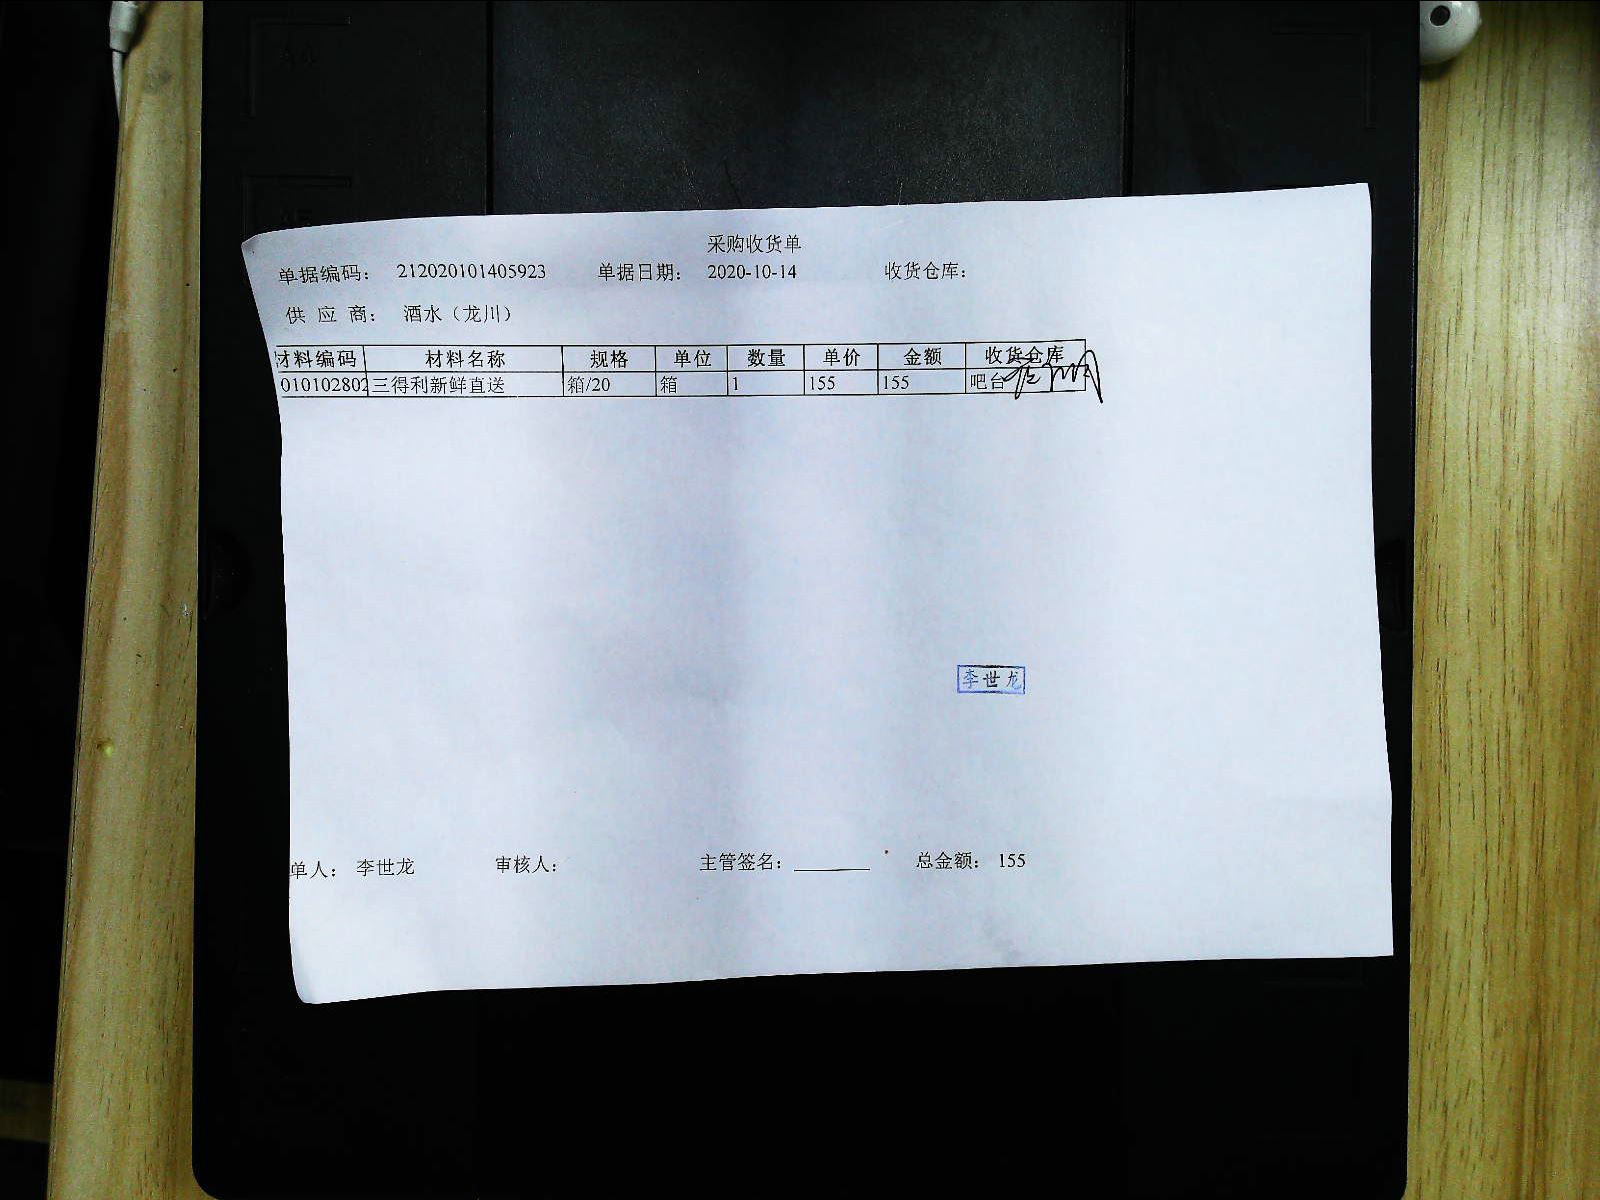 采购收货单
单据编码： 212020101405923 单据日期： 2020-10-14 收货仓库：
供 应 商： 酒水（龙川）
材料编码 材料名称 规格 单位 数量 单价 金额 收货仓库
010102802 三得利新鲜直送 箱/20 箱 1 155 155 吧台
李世龙
单人： 李世龙 审核人： 主管签名： 总金额： 155